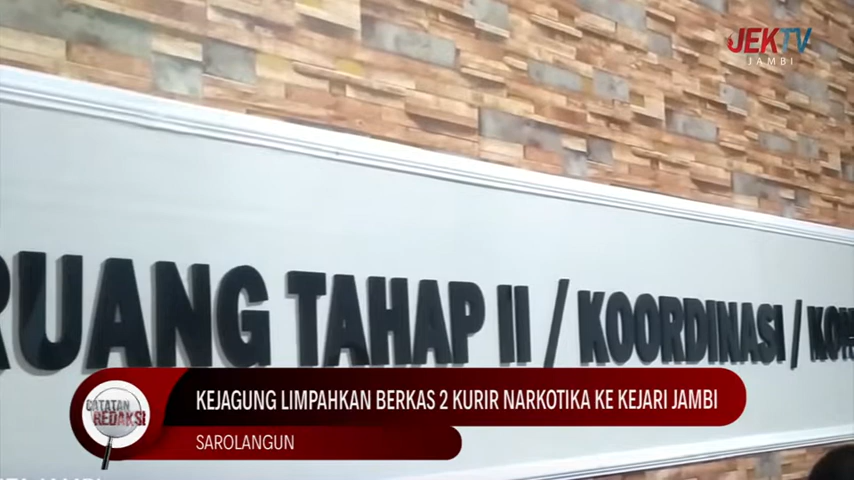 JEKTV
JAMBI
RUANG TAHAP II / KOORDINASI /
CATATAN
REDAKSI
KEJAGUNG LIMPAHKAN BERKAS 2 KURIR NARKOTIKA KE KEJARI JAMBI
SAROLANGUN